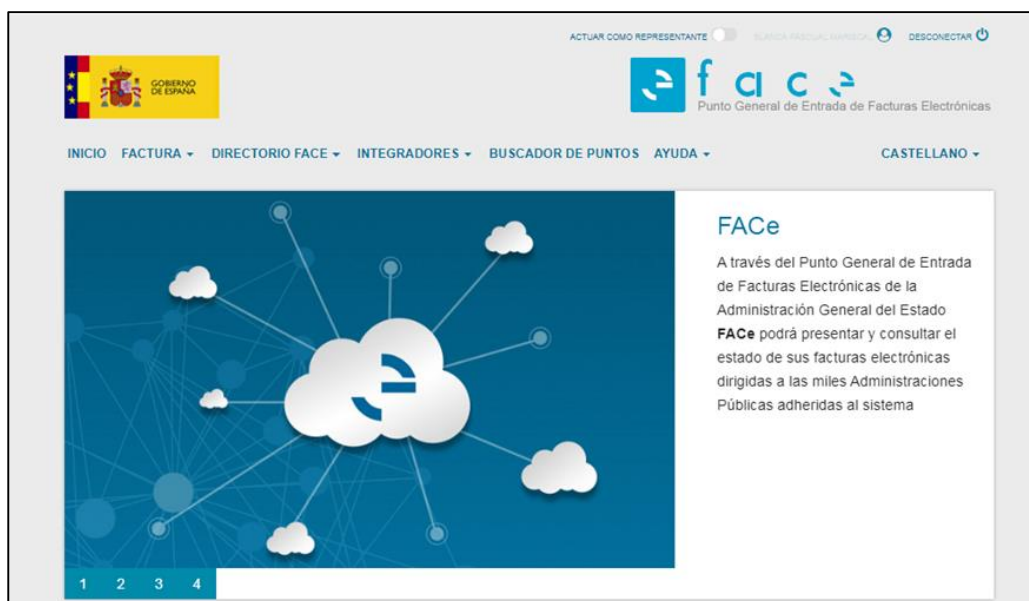 ACTUAR COMO REPRESENTANTE DESCONECTAR
GOBIERNO
DE ESPAÑA
face
Punto General de Entrada de Facturas Electrónicas
INICIO FACTURA DIRECTORIO FACE INTEGRADORES BUSCADOR DE PUNTOS AYUDA CASTELLANO
FACe
A través del Punto General de Entrada
de Facturas Electrónicas de la
Administración General del Estado
FACe podrá presentar y consultar el
estado de sus facturas electrónicas
dirigidas a las miles Administraciones
Públicas adheridas al sistema
1 2 3 4